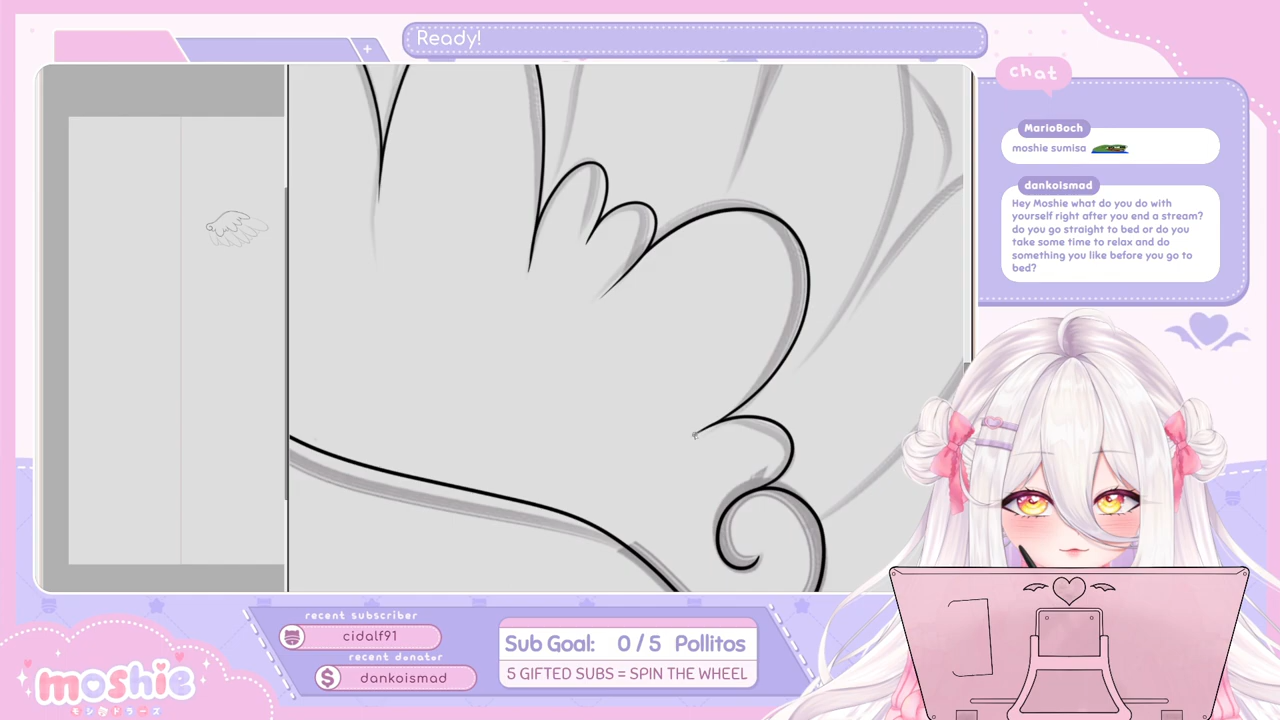 Ready!
+
chat
MarioBoch
moshie sumisa
dankoismad
Hey Moshie what do you do with
yourself right after you end a stream?
do you go straight to bed or do you
take some time to relax and do
something you like before you go to
bed?
recent subscriber
cidalf91
recent donator
$ dankoismad
Sub Goal: 0 / 5 Pollitos
5 GIFTED SUBS = SPIN THE WHEEL
moshie